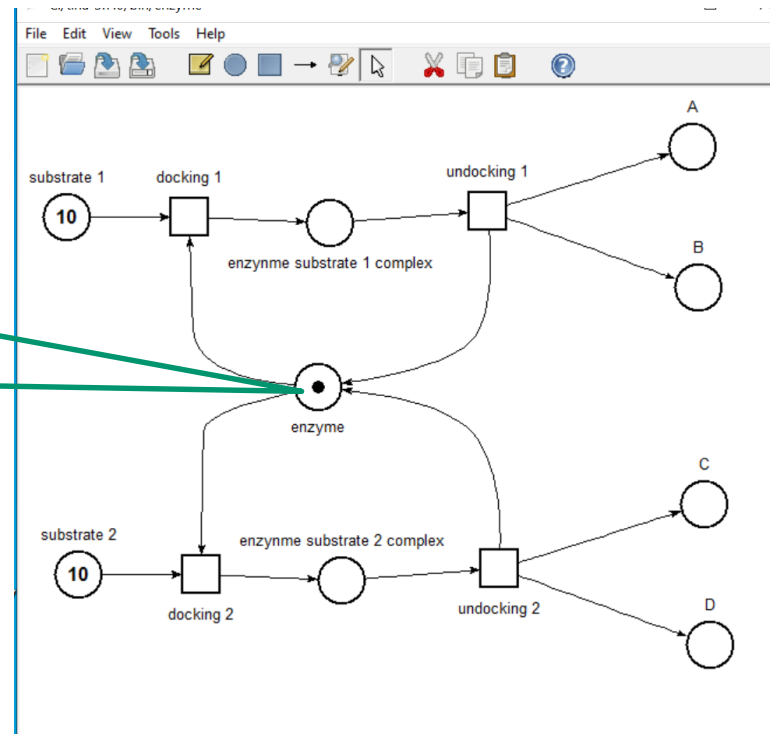 File Edit View Tools Help
A
substrate 1
docking 1
undocking 1
10
B
enzynme substrate 1 complex
enzyme
C
substrate 2
enzynme substrate 2 complex
10
docking 2
undocking 2
D